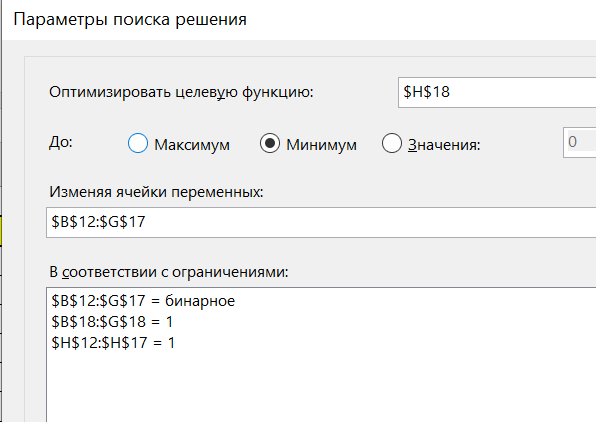 Параметры поиска решения
Оптимизировать целевую функцию: $H$18
До: Максимум Минимум Значения: 0
Изменяя ячейки переменных:
$B$12:$G$17
В соответствии с ограничениями:
$B$12:$G$17 = бинарное
$B$18:$G$18 = 1
$H$12:$H$17 = 1